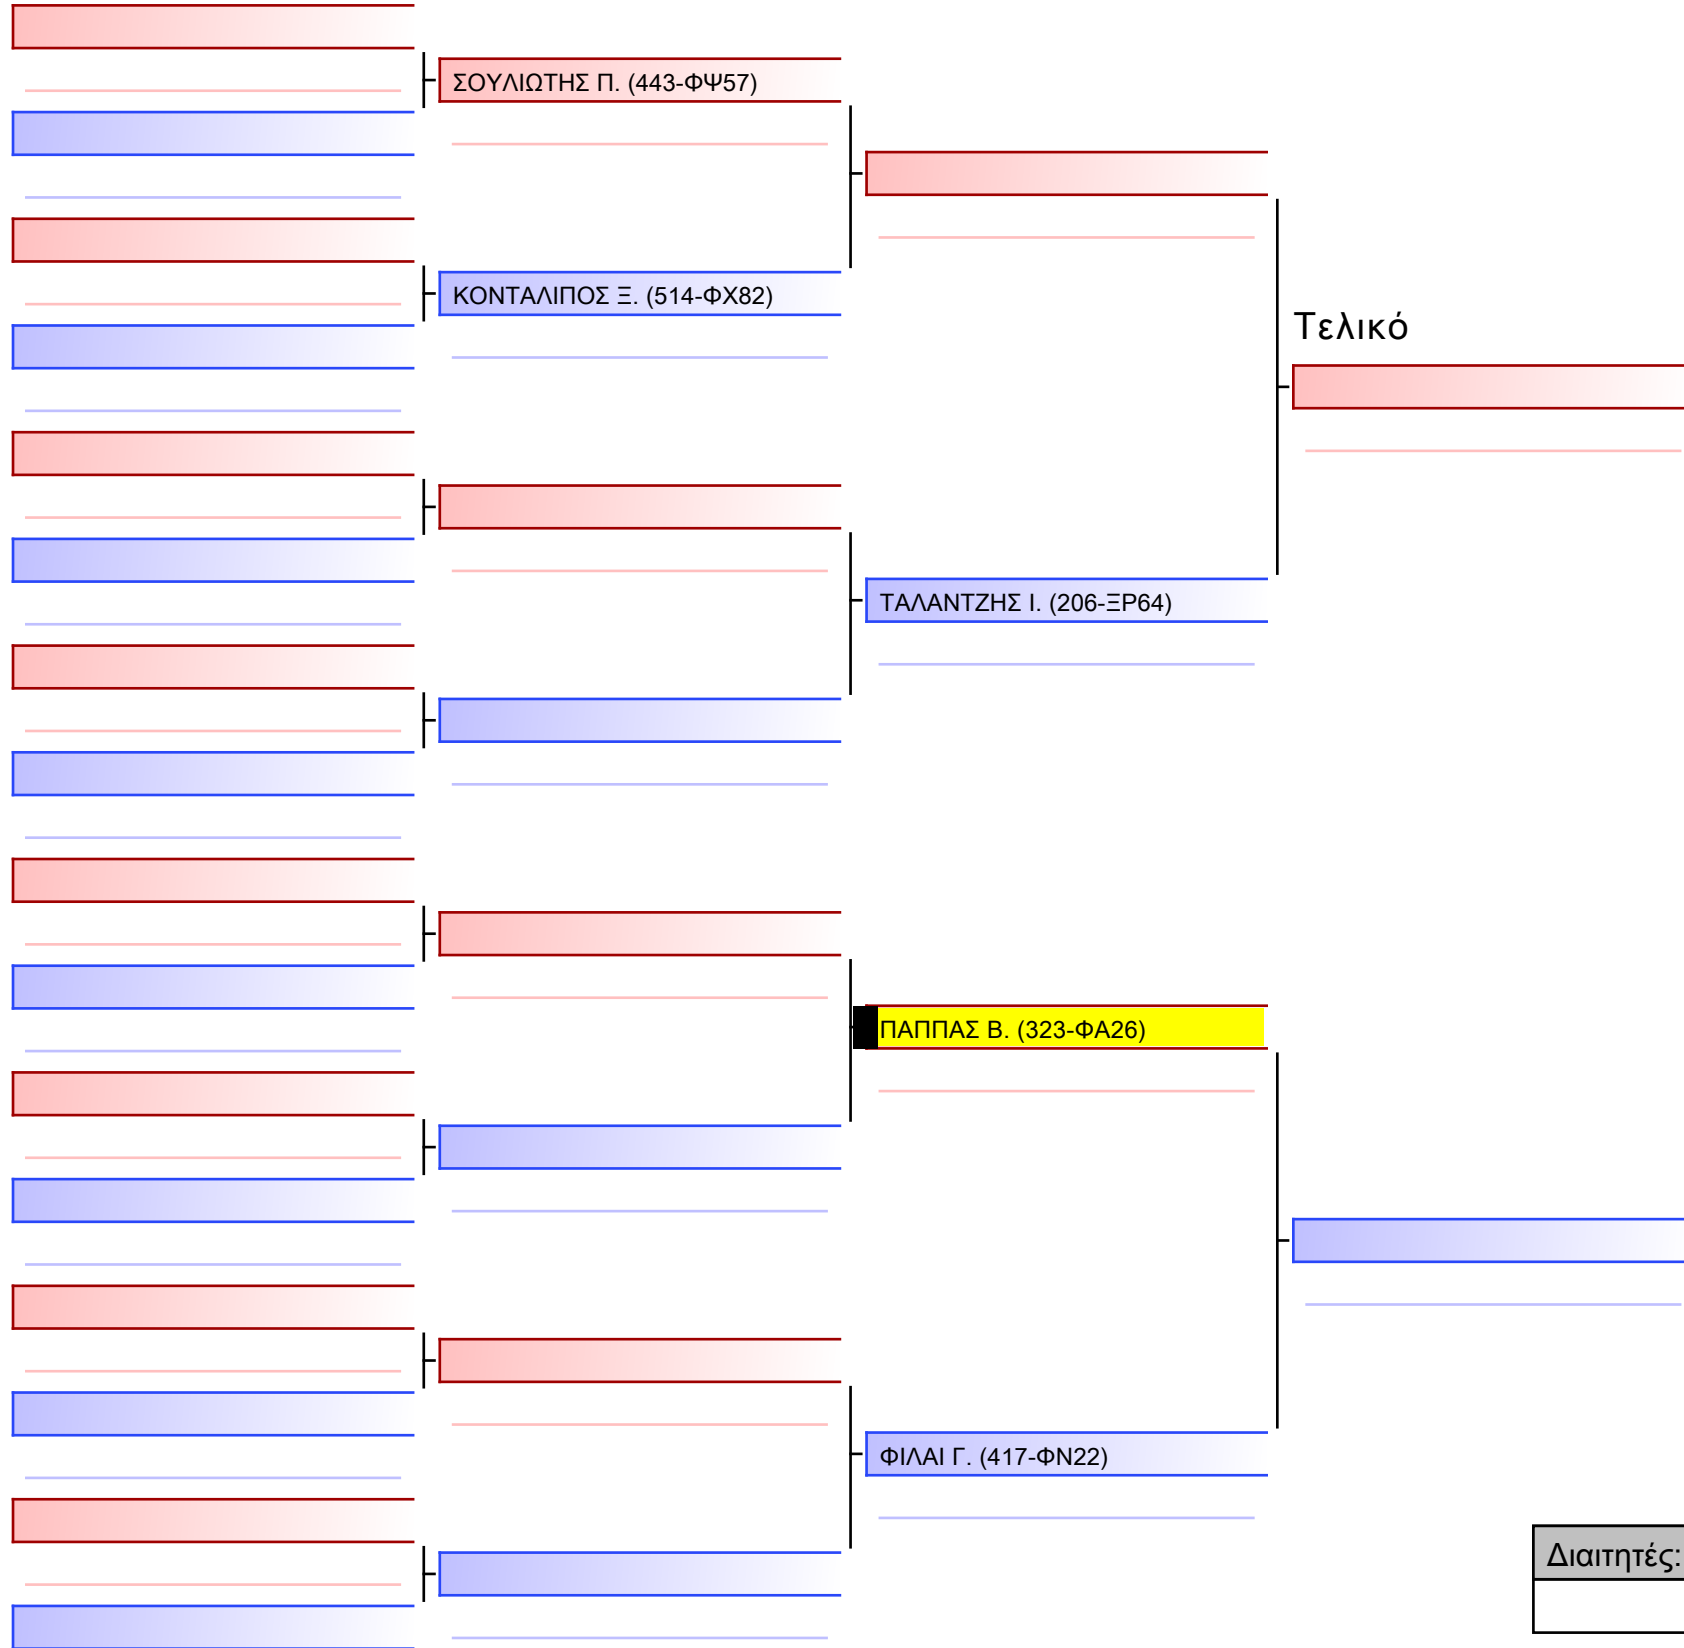 ΣΟΥΛΙΩΤΗΣ Π. (443-ΦΨ57)
ΚΟΝΤΑΛΙΠΟΣ Ξ. (514-ΦΧ82)
Τελικό
ΤΑΛΑΝΤΖΗΣ Ι. (206-ΞΡ64)
ΠΑΠΠΑΣ Β. (323-ΦΑ26)
ΦΙΛΑΙ Γ. (417-ΦΝ22)
Διαιτητές: